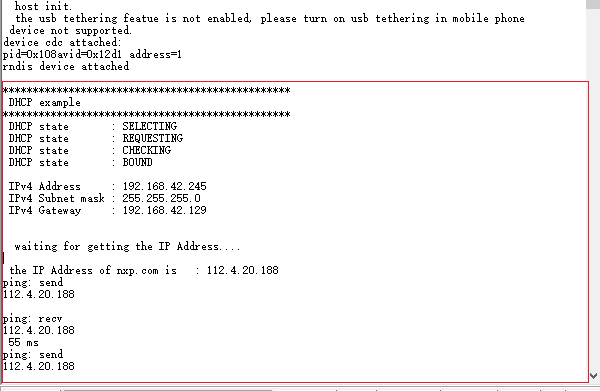 host init.
the usb tethering featue is not enabled, please turn on usb tethering in mobile phone
device not supported.
device cdc attached:
pid=0x108avid=0x12d1 address=1
rndis device attached
************************************************
DHCP example
************************************************
DHCP state : SELECTING
DHCP state : REQUESTING
DHCP state : CHECKING
DHCP state : BOUND
IPv4 Address : 192.168.42.245
IPv4 Subnet mask : 255.255.255.0
IPv4 Gateway : 192.168.42.129
waiting for getting the IP Address....
the IP Address of nxp.com is : 112.4.20.188
ping: send
112.4.20.188
ping: recv
112.4.20.188
55 ms
ping: send
112.4.20.188